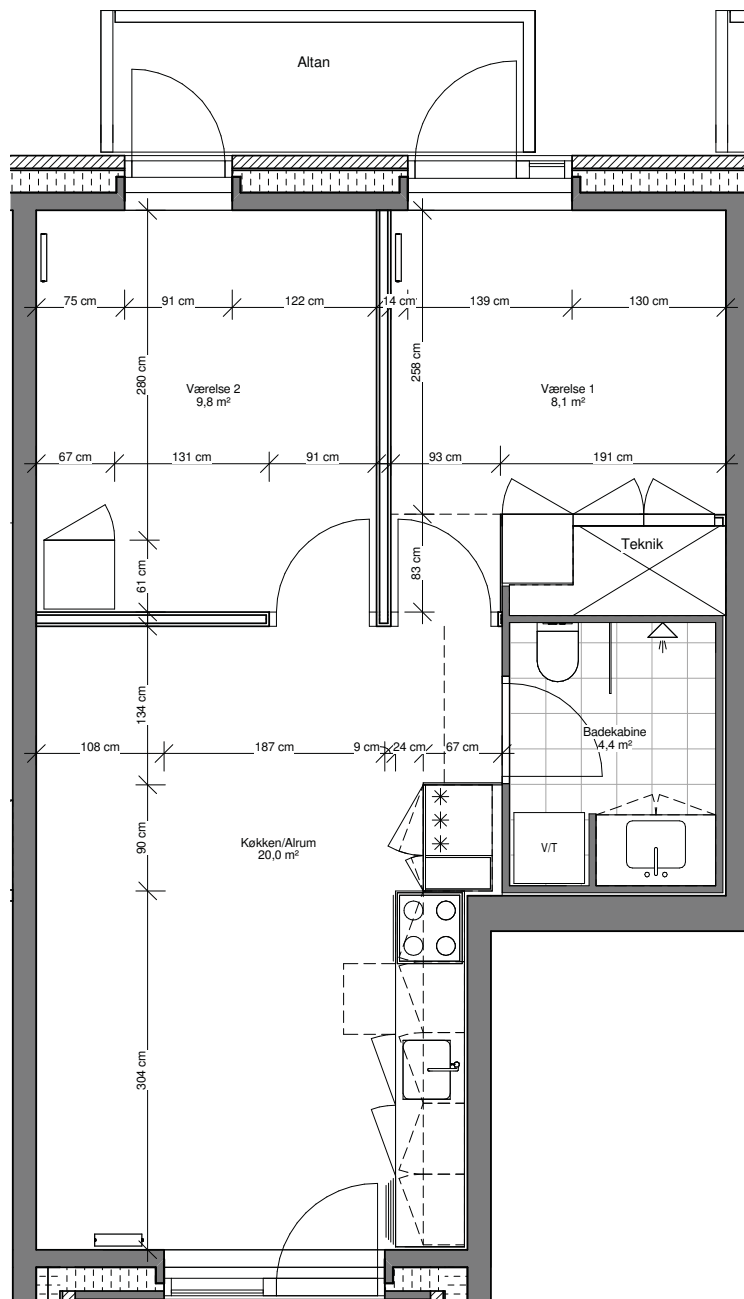 Altan
75 cm
91 cm
122 cm
14 cm
139 cm
130 cm
280 cm
258 cm
Værelse 2
9,8 m²
Værelse 1
8,1 m²
67 cm
131 cm
91 cm
93 cm
191 cm
61 cm
83 cm
Teknik
134 cm
Badekabine
4,4 m²
108 cm
187 cm
9 cm
24 cm
67 cm
90 cm
Køkken/Alrum
20,0 m²
V/T
304 cm